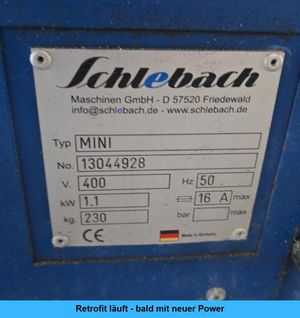 Schlebach
Maschinen GmbH - D 57520 Friedewald
info@schlebach.de - www.schlebach.de
Typ MINI
No. 13044928
V. 400 Hz 50
kW 1.1 16 A max
kg. 230 bar max
CE Made in Germany
Retrofit läuft - bald mit neuer Power